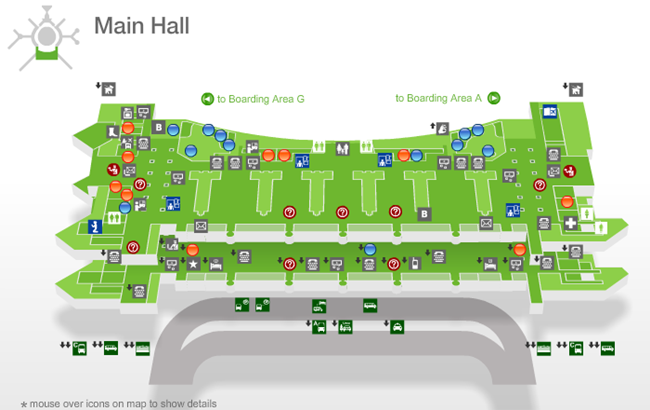 Main Hall
to Boarding Area G
to Boarding Area A
B
B
* mouse over icons on map to show details